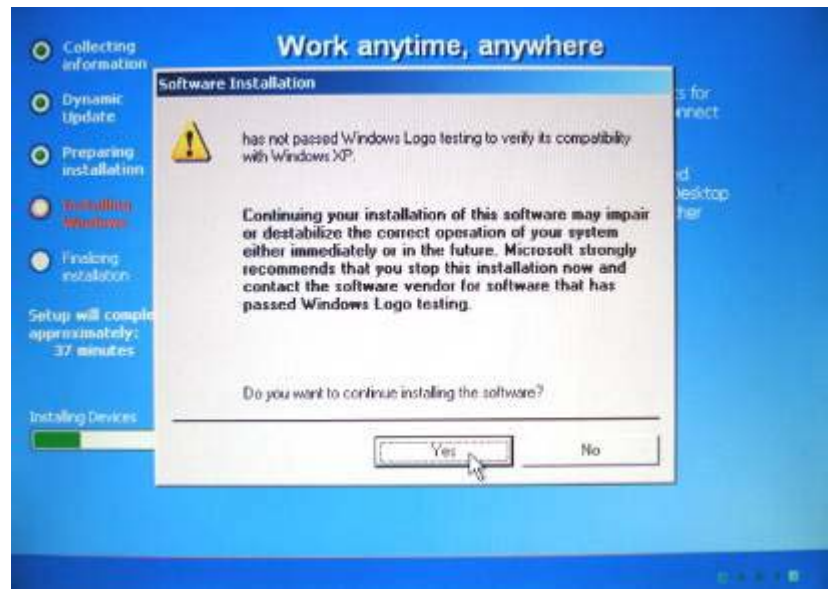 Work anytime, anywhere
Collecting
information
Dynamic
Update
Preparing
installation
Installing
Windows
Finalizing
installation
Setup will comple
approximately:
37 minutes
Installing Devices
Software Installation
has not passed Windows Logo testing to verify its compatibility
with Windows XP.
Continuing your installation of this software may impair
or destabilize the correct operation of your system
either immediately or in the future. Microsoft strongly
recommends that you stop this installation now and
contact the software vendor for software that has
passed Windows Logo testing.
Do you want to continue installing the software?
Yes
No
s for
nnect
d
Desktop
her